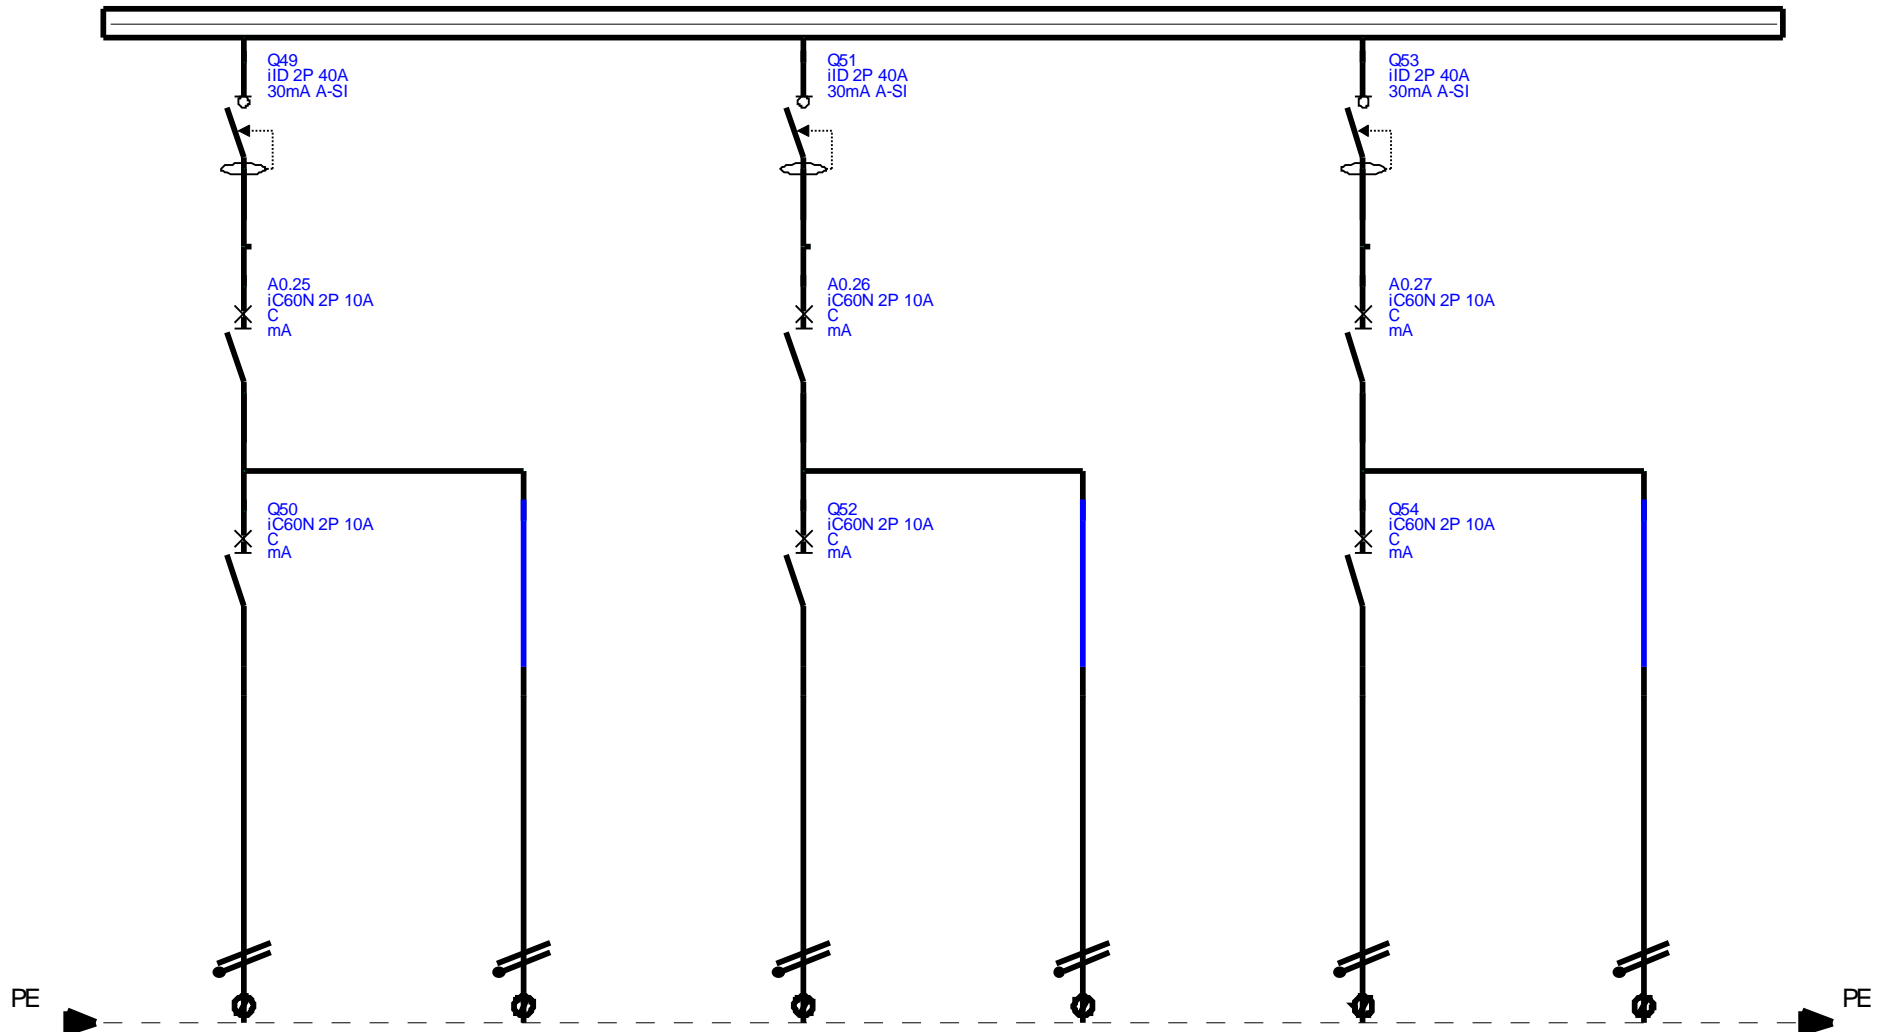 Q49
iID 2P 40A
30mA A-SI
Q51
iID 2P 40A
30mA A-SI
Q53
iID 2P 40A
30mA A-SI
A0.25
iC60N 2P 10A
C
mA
A0.26
iC60N 2P 10A
C
mA
A0.27
iC60N 2P 10A
C
mA
Q50
iC60N 2P 10A
C
mA
Q52
iC60N 2P 10A
C
mA
Q54
iC60N 2P 10A
C
mA
PE
PE